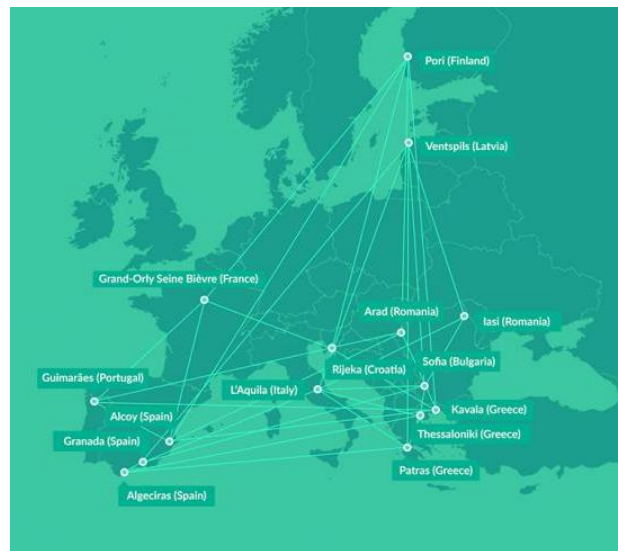 Pori (Finland)
Ventspils (Latvia)
Grand-Orly Seine Bièvre (France)
Arad (Romania)
Iasi (Romania)
Rijeka (Croatia)
Sofia (Bulgaria)
Guimarães (Portugal)
L'Aquila (Italy)
Alcoy (Spain)
Kavala (Greece)
Granada (Spain)
Thessaloniki (Greece)
Patras (Greece)
Algeciras (Spain)